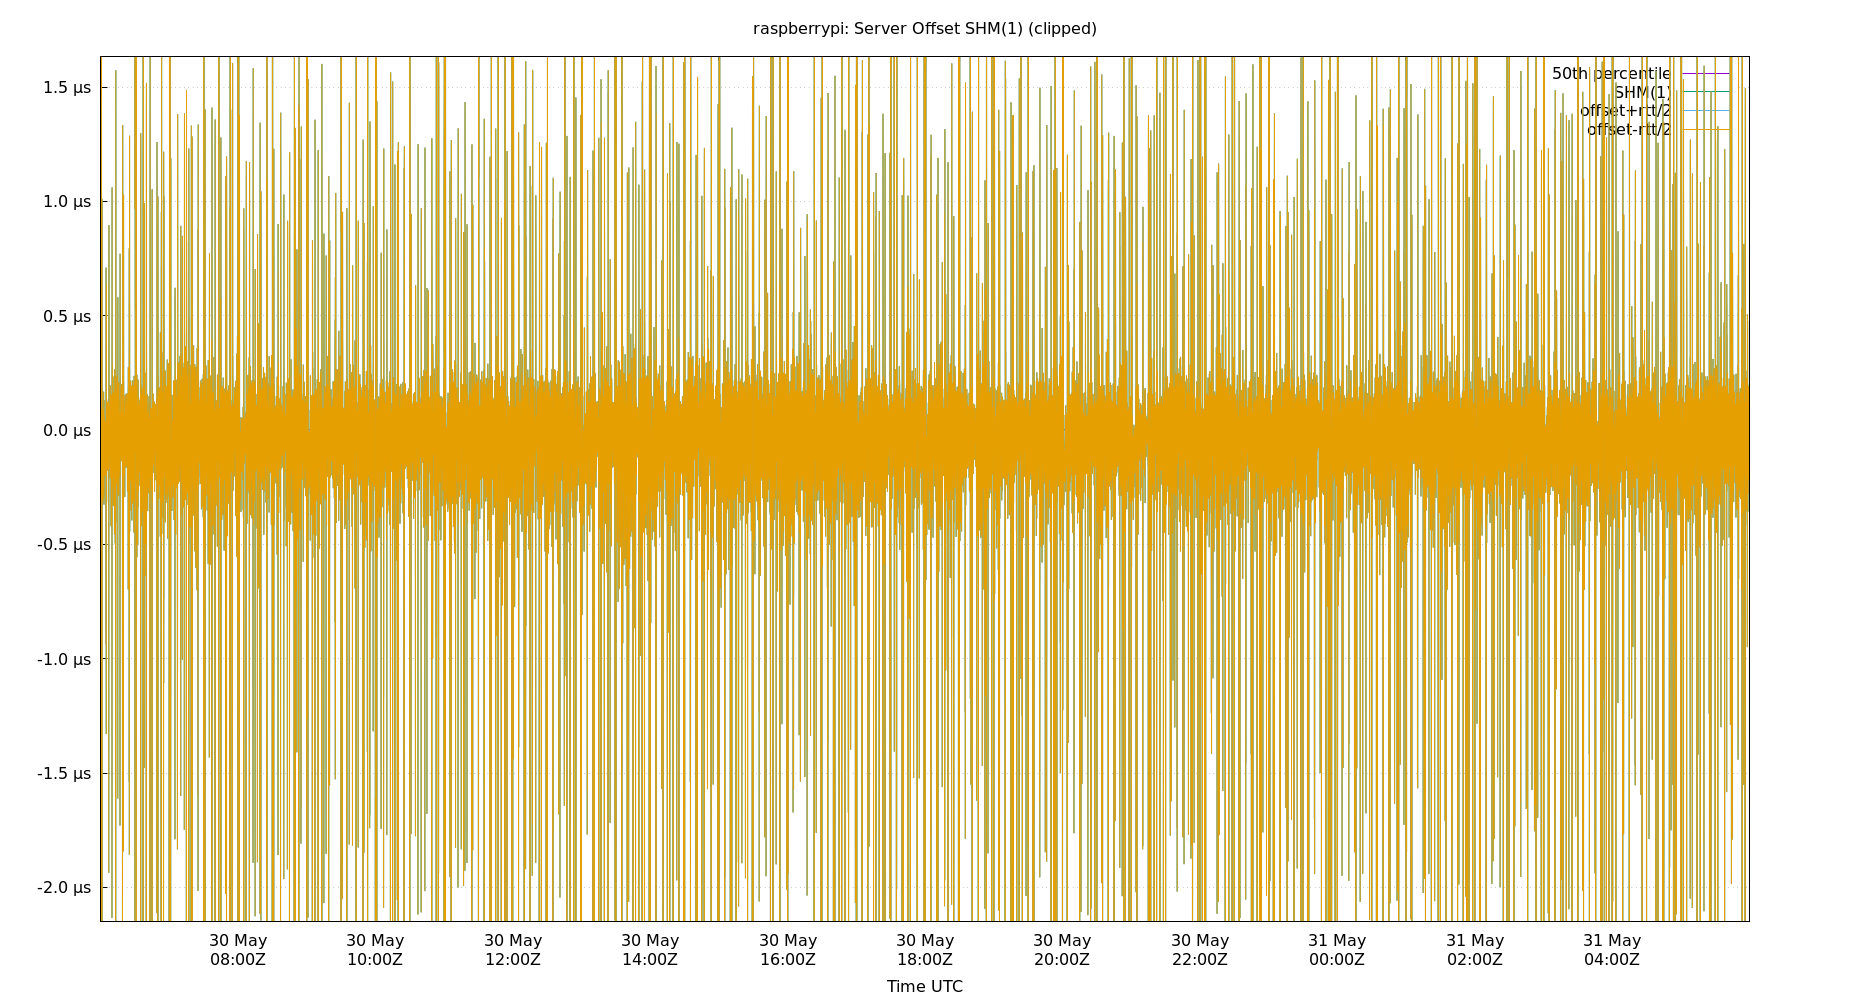 raspberrypi: Server Offset SHM(1) (clipped)
50th percentile
SHM(1)
offset+rtt/2
offset-rtt/2
1.5 µs
1.0 µs
0.5 µs
0.0 µs
-0.5 µs
-1.0 µs
-1.5 µs
-2.0 µs
30 May 30 May 30 May 30 May 30 May 30 May 30 May 30 May 31 May 31 May 31 May
08:00Z 10:00Z 12:00Z 14:00Z 16:00Z 18:00Z 20:00Z 22:00Z 00:00Z 02:00Z 04:00Z
Time UTC